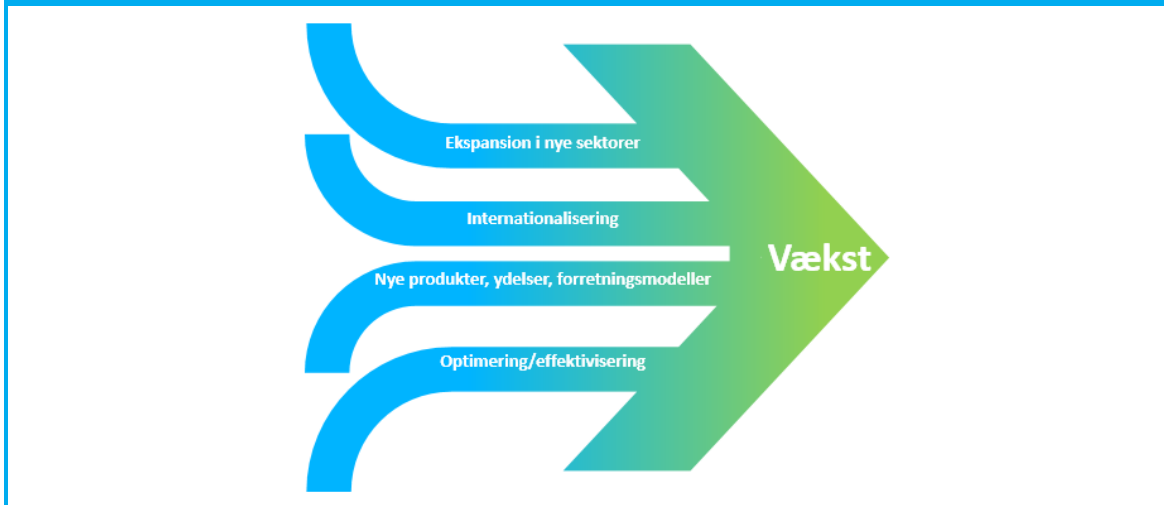 Ekspansion i nye sektorer
Internationalisering
Vækst
Nye produkter, ydelser, forretningsmodeller
Optimering/effektivisering